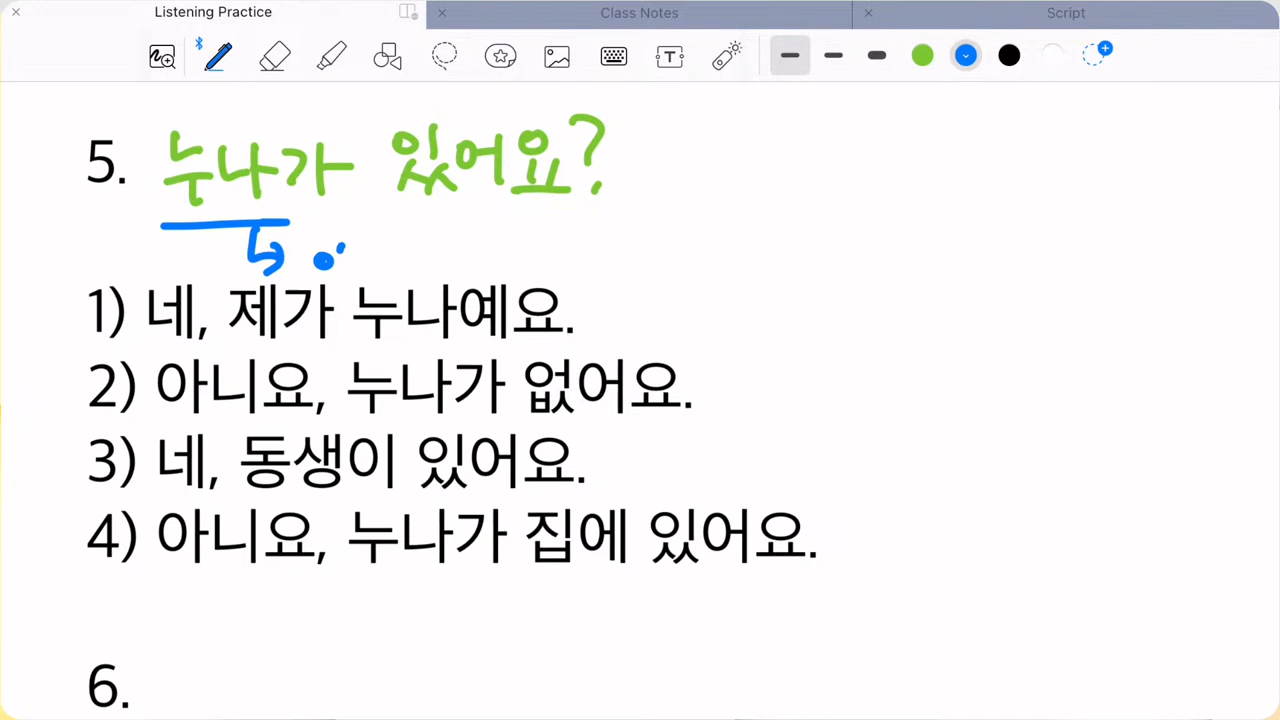 Listening Practice
Class Notes
Script
5. 누나가 있어요?
1) 네, 제가 누나예요.
2) 아니요, 누나가 없어요.
3) 네, 동생이 있어요.
4) 아니요, 누나가 집에 있어요.
6.